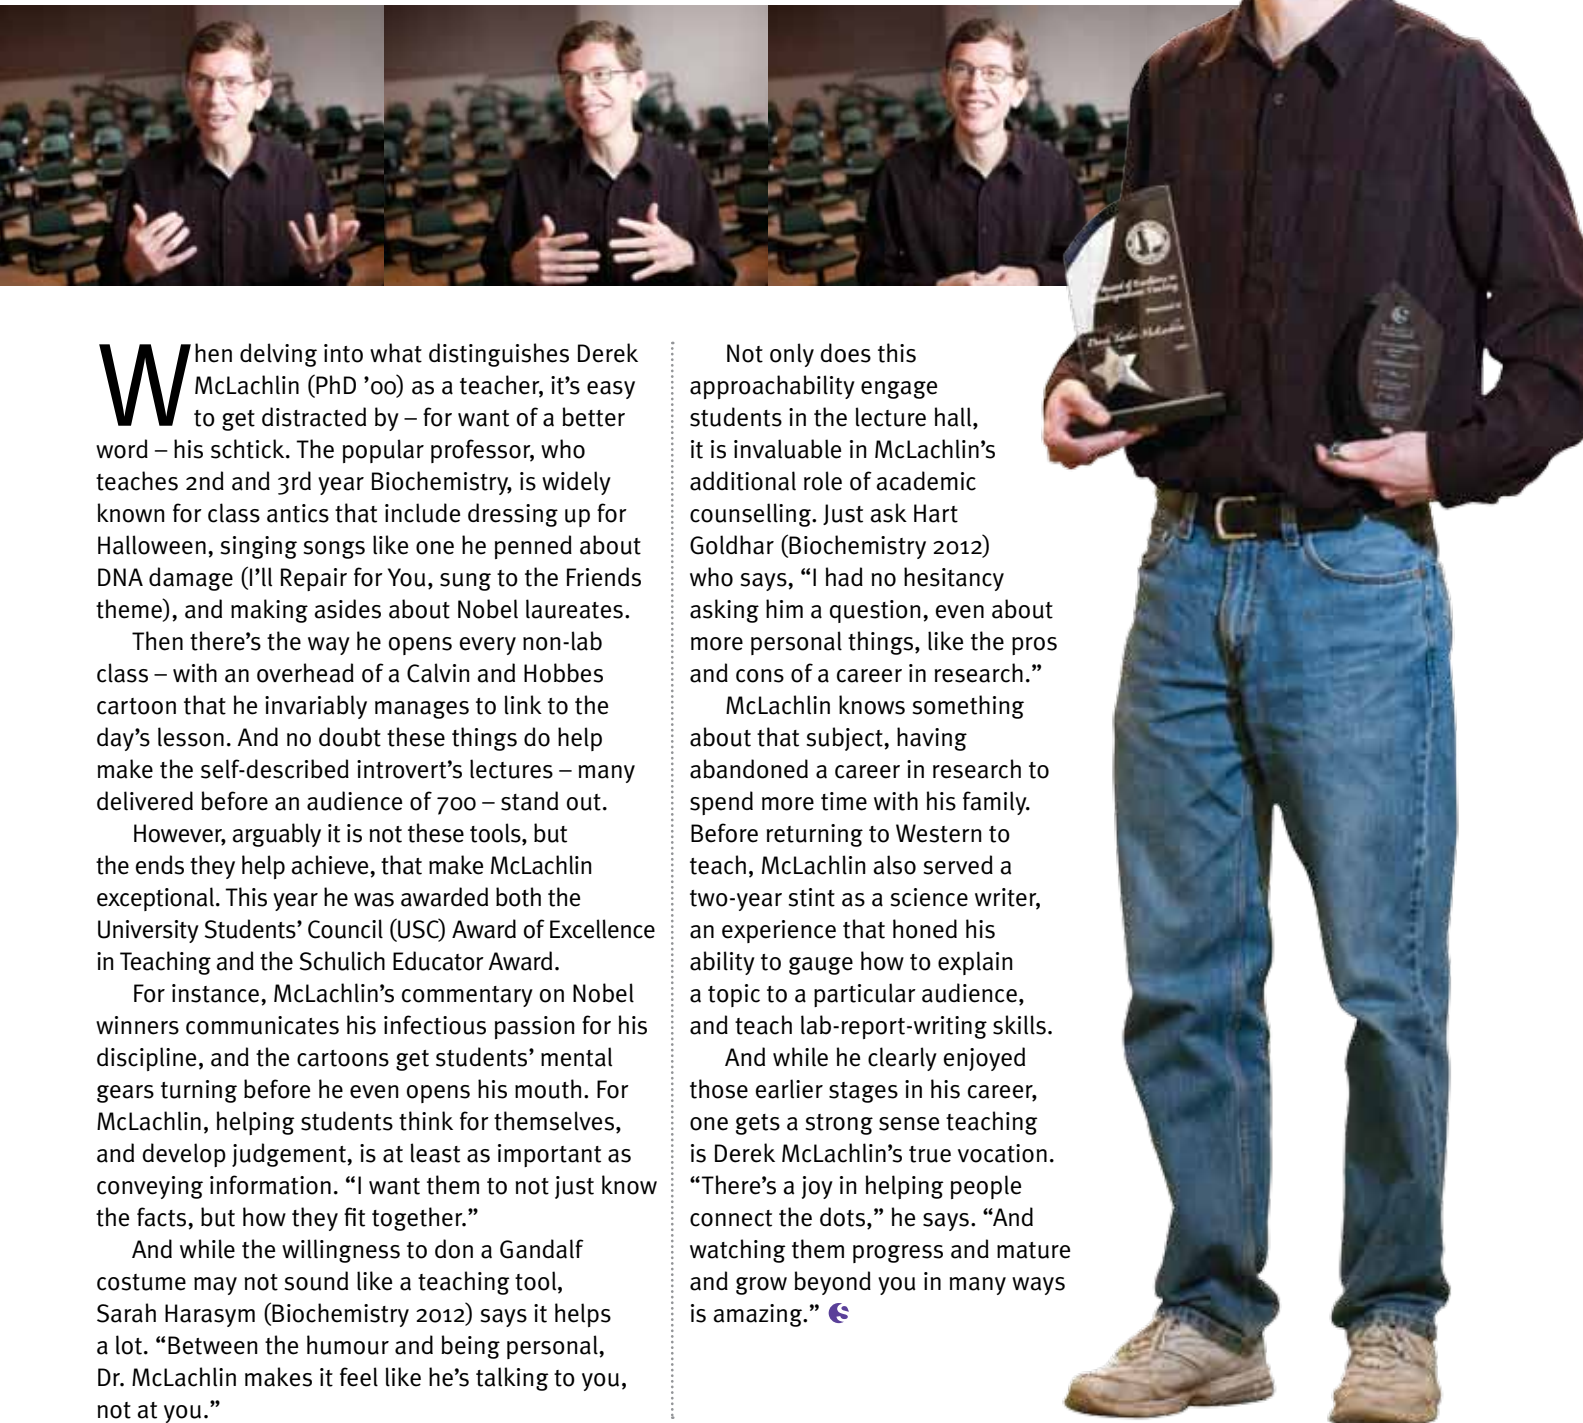 When delving into what distinguishes Derek
McLachlin (PhD ’00) as a teacher, it’s easy
to get distracted by – for want of a better
word – his schtick. The popular professor, who
teaches 2nd and 3rd year Biochemistry, is widely
known for class antics that include dressing up for
Halloween, singing songs like one he penned about
DNA damage (I’ll Repair for You, sung to the Friends
theme), and making asides about Nobel laureates.
Then there’s the way he opens every non-lab
class – with an overhead of a Calvin and Hobbes
cartoon that he invariably manages to link to the
day’s lesson. And no doubt these things do help
make the self-described introvert’s lectures – many
delivered before an audience of 700 – stand out.
However, arguably it is not these tools, but
the ends they help achieve, that make McLachlin
exceptional. This year he was awarded both the
University Students’ Council (USC) Award of Excellence
in Teaching and the Schulich Educator Award.
For instance, McLachlin’s commentary on Nobel
winners communicates his infectious passion for his
discipline, and the cartoons get students’ mental
gears turning before he even opens his mouth. For
McLachlin, helping students think for themselves,
and develop judgement, is at least as important as
conveying information. “I want them to not just know
the facts, but how they fit together.”
And while the willingness to don a Gandalf
costume may not sound like a teaching tool,
Sarah Harasym (Biochemistry 2012) says it helps
a lot. “Between the humour and being personal,
Dr. McLachlin makes it feel like he’s talking to you,
not at you.”
Not only does this
approachability engage
students in the lecture hall,
it is invaluable in McLachlin’s
additional role of academic
counselling. Just ask Hart
Goldhar (Biochemistry 2012)
who says, “I had no hesitancy
asking him a question, even about
more personal things, like the pros
and cons of a career in research.”
McLachlin knows something
about that subject, having
abandoned a career in research to
spend more time with his family.
Before returning to Western to
teach, McLachlin also served a
two-year stint as a science writer,
an experience that honed his
ability to gauge how to explain
a topic to a particular audience,
and teach lab-report-writing skills.
And while he clearly enjoyed
those earlier stages in his career,
one gets a strong sense teaching
is Derek McLachlin’s true vocation.
“There’s a joy in helping people
connect the dots,” he says. “And
watching them progress and mature
and grow beyond you in many ways
is amazing.”
Award of Excellence in
Undergraduate Teaching